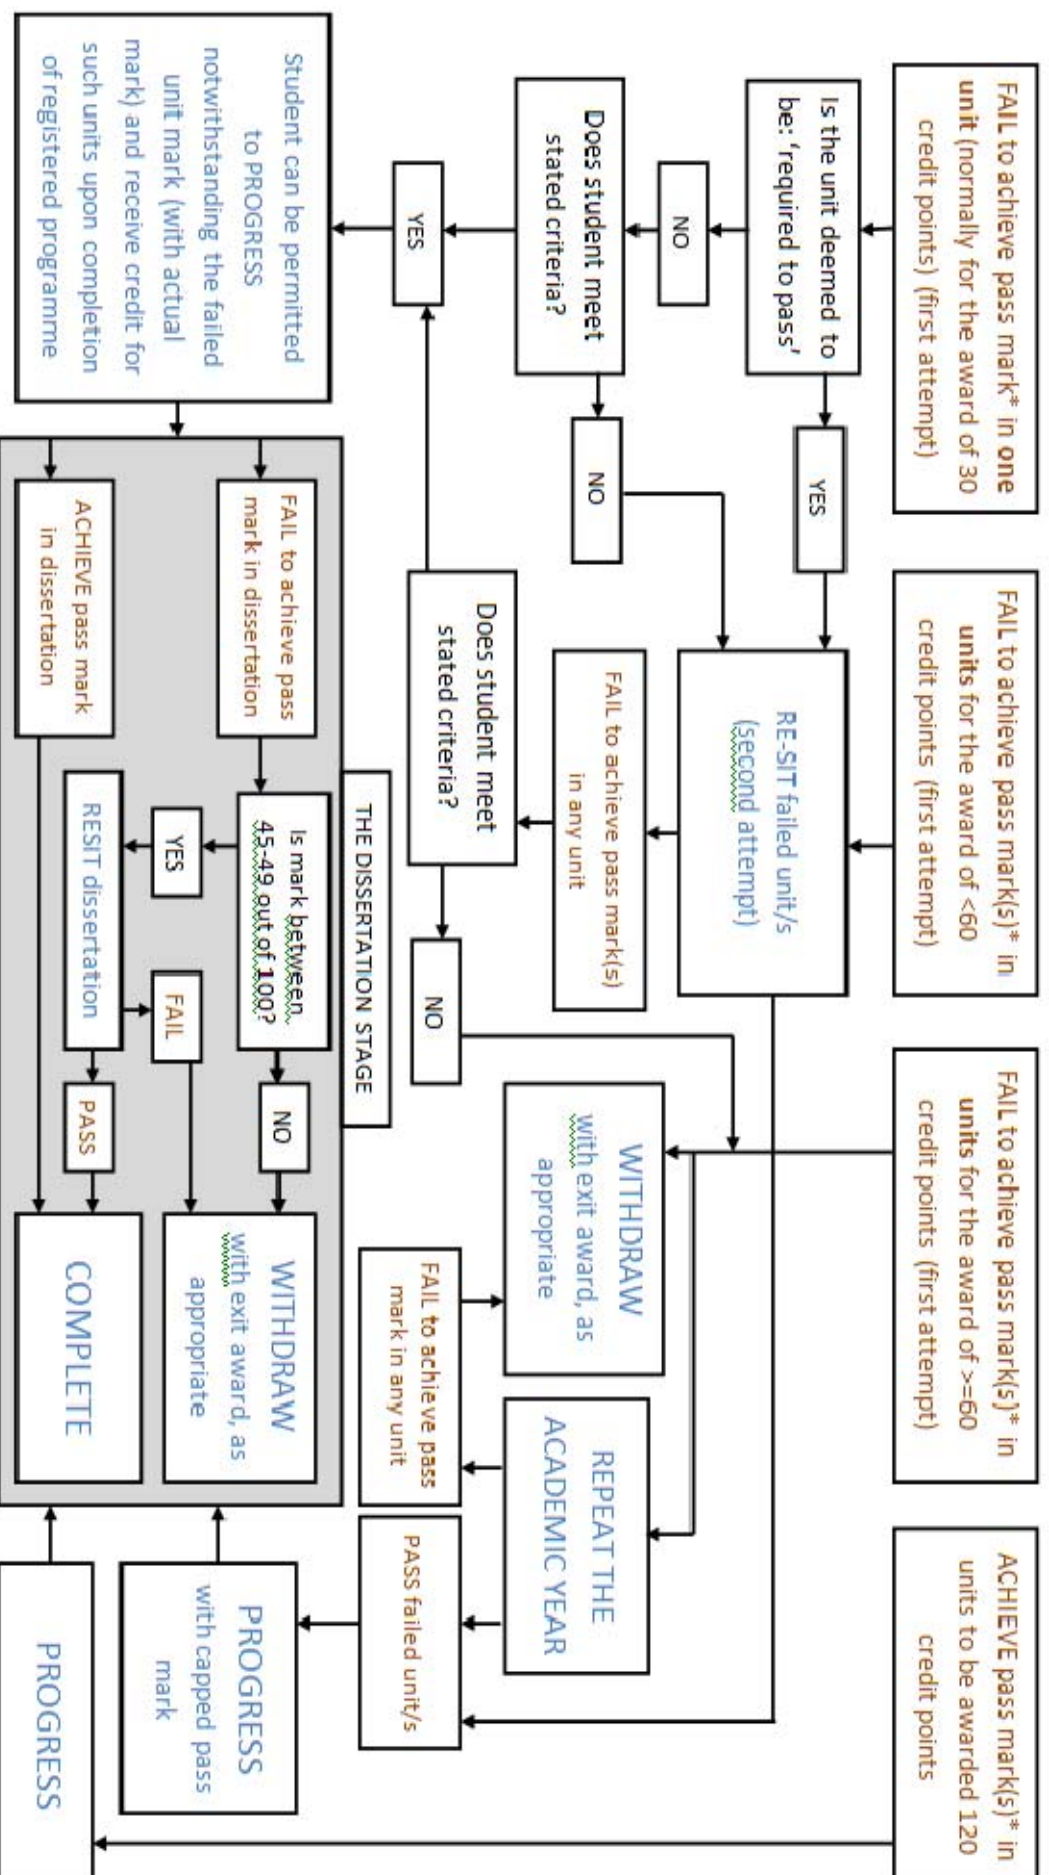 FAIL to achieve pass mark* in one
unit (normally for the award of 30
credit points) (first attempt)
FAIL to achieve pass mark(s)* in
units for the award of <60
credit points (first attempt)
FAIL to achieve pass mark(s)* in
units for the award of >=60
credit points (first attempt)
ACHIEVE pass mark(s)* in
units to be awarded 120
credit points
Is the unit deemed to
be: ‘required to pass’
YES
RE-SIT failed unit/s
(second attempt)
NO
Does student meet
stated criteria?
NO
FAIL to achieve pass mark(s)
in any unit
WITHDRAW
with exit award, as
appropriate
REPEAT THE
ACADEMIC YEAR
YES
Does student meet
stated criteria?
NO
FAIL to achieve pass
mark in any unit
PASS failed unit/s
Student can be permitted
to PROGRESS
notwithstanding the failed
unit mark (with actual
mark) and receive credit for
such units upon completion
of registered programme
THE DISSERTATION STAGE
FAIL to achieve pass
mark in dissertation
Is mark between
45-49 out of 100?
NO
WITHDRAW
with exit award, as
appropriate
YES
FAIL
ACHIEVE pass mark
in dissertation
RESIT dissertation
PASS
COMPLETE
PROGRESS
with capped pass
mark
PROGRESS